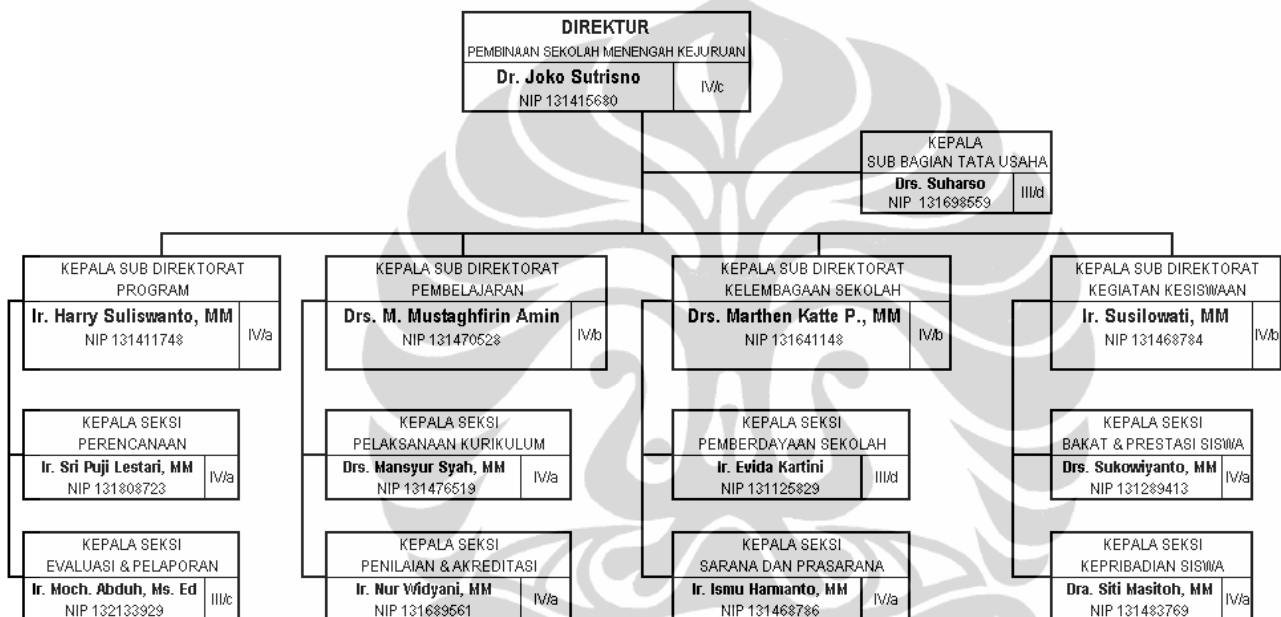 DIREKTUR
PEMBINAAN SEKOLAH MENENGAH KEJURUAN
Dr. Joko Sutrisno
NIP 131415680
IV/c
KEPALA
SUB BAGIAN TATA USAHA
Drs. Suharso
NIP 131698559
III/d
KEPALA SUB DIREKTORAT
PROGRAM
Ir. Harry Suliswanto, MM
NIP 131411748
IV/a
KEPALA SUB DIREKTORAT
PEMBELAJARAN
Drs. M. Mustaghfirin Amin
NIP 131470528
IV/b
KEPALA SUB DIREKTORAT
KELEMBAGAAN SEKOLAH
Drs. Marthen Katte P., MM
NIP 131641148
IV/b
KEPALA SUB DIREKTORAT
KEGIATAN KESISWAAN
Ir. Susilowati, MM
NIP 131468784
IV/b
KEPALA SEKSI
PERENCANAAN
Ir. Sri Puji Lestari, MM
NIP 131808723
IV/a
KEPALA SEKSI
PELAKSANAAN KURIKULUM
Drs. Mansyur Syah, MM
NIP 131476519
IV/a
KEPALA SEKSI
PEMBERDAYAAN SEKOLAH
Ir. Evida Kartini
NIP 131125829
III/d
KEPALA SEKSI
BAKAT & PRESTASI SISWA
Drs. Sukowiyanto, MM
NIP 131289413
IV/a
KEPALA SEKSI
EVALUASI & PELAPORAN
Ir. Moch. Abduh, Ms. Ed
NIP 132133929
III/c
KEPALA SEKSI
PENILAIAN & AKREDITASI
Ir. Nur Widyani, MM
NIP 131689561
IV/a
KEPALA SEKSI
SARANA DAN PRASARANA
Ir. Ismu Harmanto, MM
NIP 131468786
IV/a
KEPALA SEKSI
KEPRIBADIAN SISWA
Dra. Siti Masitoh, MM
NIP 131483769
IV/a